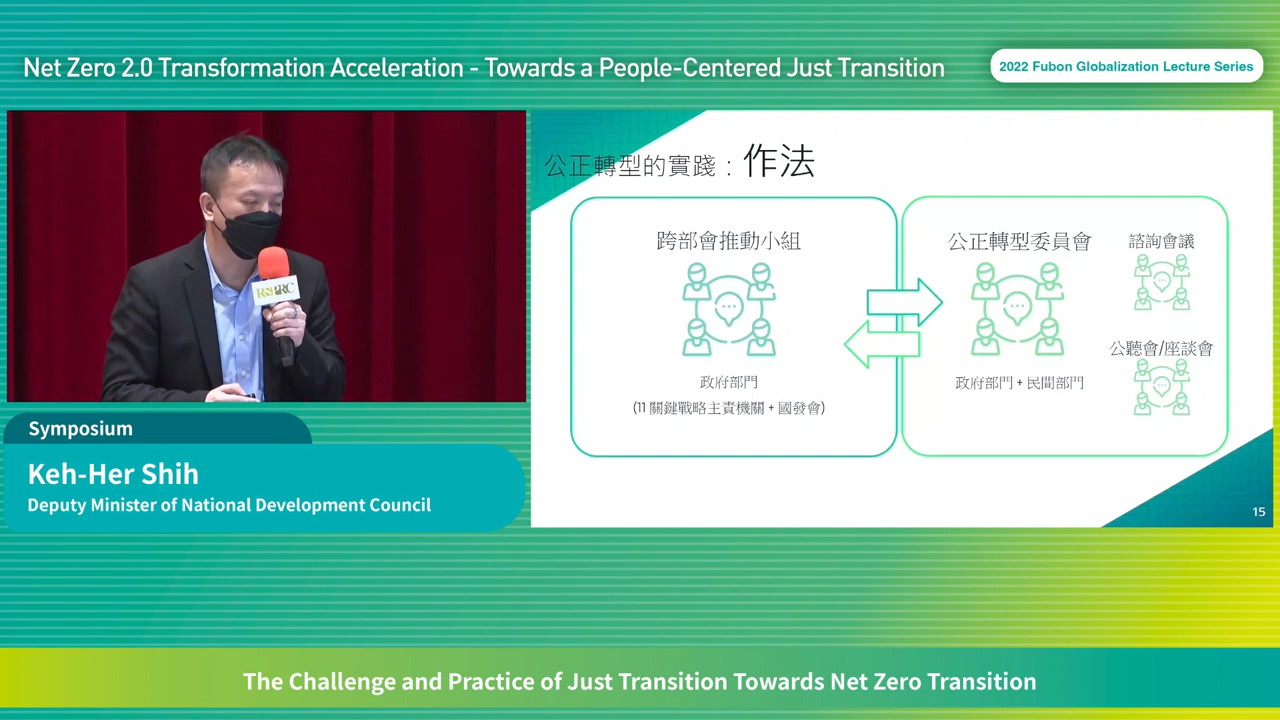 Net Zero 2.0 Transformation Acceleration - Towards a People-Centered Just Transition
2022 Fubon Globalization Lecture Series
RSPRC
Symposium
Keh-Her Shih
Deputy Minister of National Development Council
公正轉型的實踐：作法
跨部會推動小組
政府部門
(11 關鍵戰略主責機關 + 國發會)
公正轉型委員會
政府部門 + 民間部門
諮詢會議
公聽會/座談會
15
The Challenge and Practice of Just Transition Towards Net Zero Transition